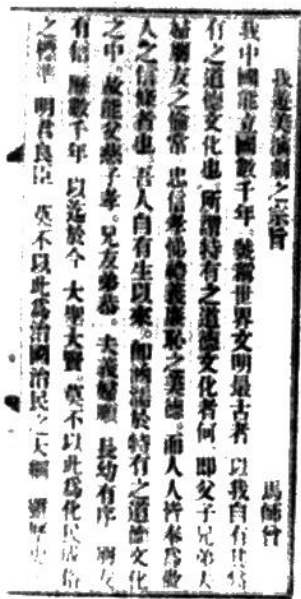 我遊美演劇之宗旨
馬師曾
我中國能立國數千年。號稱世界文明最古者 以我自有其特
有之道德文化也。所謂特有之道德文化者何 即父子兄弟夫
婦朋友之倫常 忠信孝悌禮義廉恥之美德。而人人皆奉為做
人之信條者也。吾人自有生以來。即涵濡於特有之道德文化
之中。故能父慈子孝。兄友弟恭。夫義婦順 長幼有序 朋友
有信 歷數千年 以迄於今 大聖大賢。莫不以此為化民成俗
之標準 明君良臣 莫不以此為治國治民之大綱 歷史